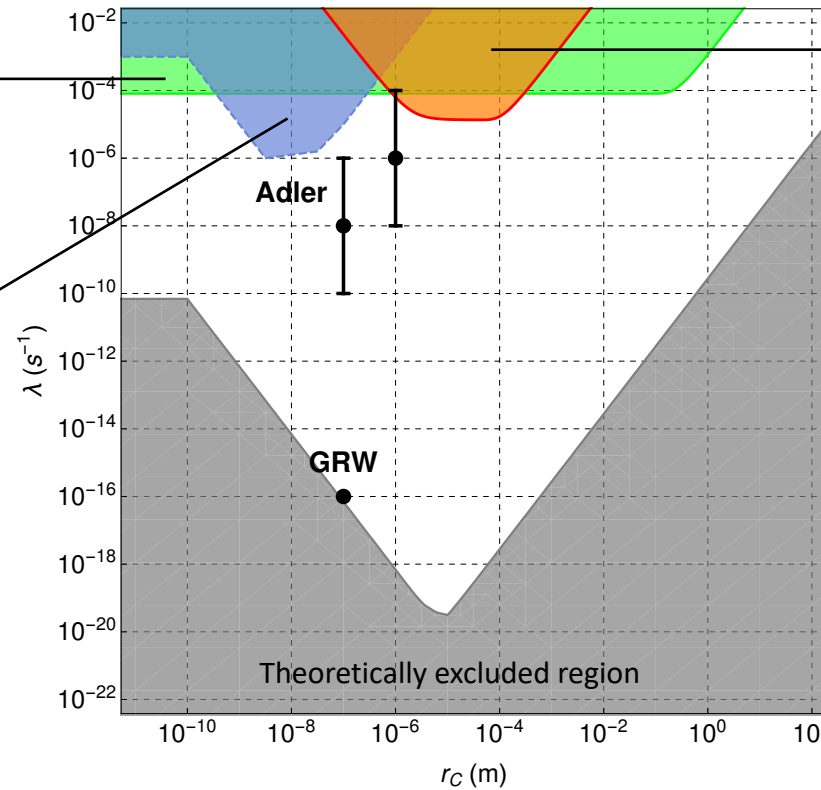 10⁻²
10⁻⁴
10⁻⁶
Adler
10⁻⁸
10⁻¹⁰
λ (s⁻¹)
10⁻¹²
10⁻¹⁴
GRW
10⁻¹⁶
10⁻¹⁸
10⁻²⁰
Theoretically excluded region
10⁻²²
10⁻¹⁰ 10⁻⁸ 10⁻⁶ 10⁻⁴ 10⁻² 10⁰ 10
r_C (m)